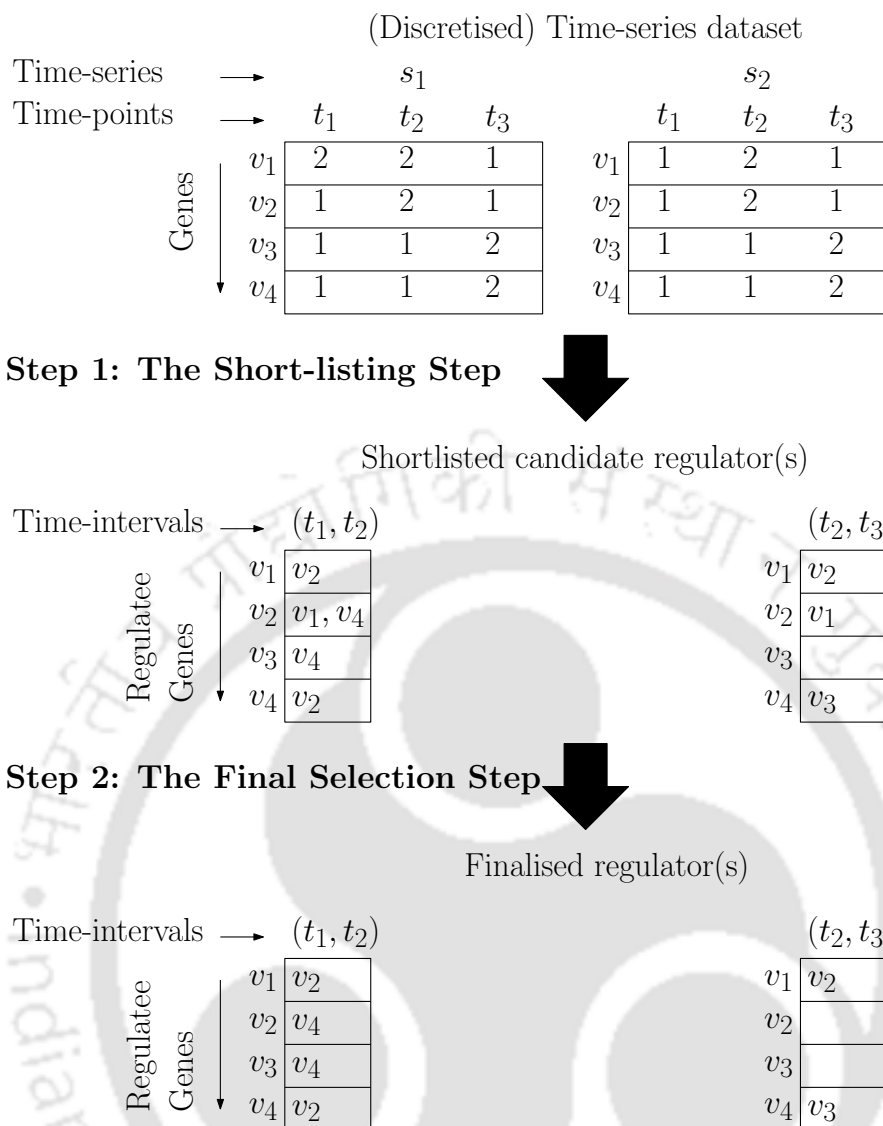 (Discretised) Time-series dataset
Time-series s₁ s₂
Time-points t₁ t₂ t₃ t₁ t₂ t₃
Genes
v₁ 2 2 1 v₁ 1 2 1
v₂ 1 2 1 v₂ 1 2 1
v₃ 1 1 2 v₃ 1 1 2
v₄ 1 1 2 v₄ 1 1 2
Step 1: The Short-listing Step
Shortlisted candidate regulator(s)
Time-intervals (t₁, t₂) (t₂, t₃
Regulatee
Genes
v₁ v₂ v₁ v₂
v₂ v₁, v₄ v₂ v₁
v₃ v₄ v₃
v₄ v₂ v₄ v₃
Step 2: The Final Selection Step
Finalised regulator(s)
Time-intervals (t₁, t₂) (t₂, t₃
Regulatee
Genes
v₁ v₂ v₁ v₂
v₂ v₄ v₂
v₃ v₄ v₃
v₄ v₂ v₄ v₃